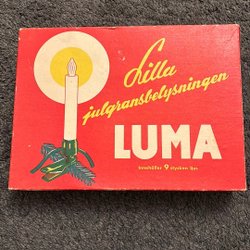 Lilla
julgransbelysningen
LUMA
innehåller 9 stycken ljus